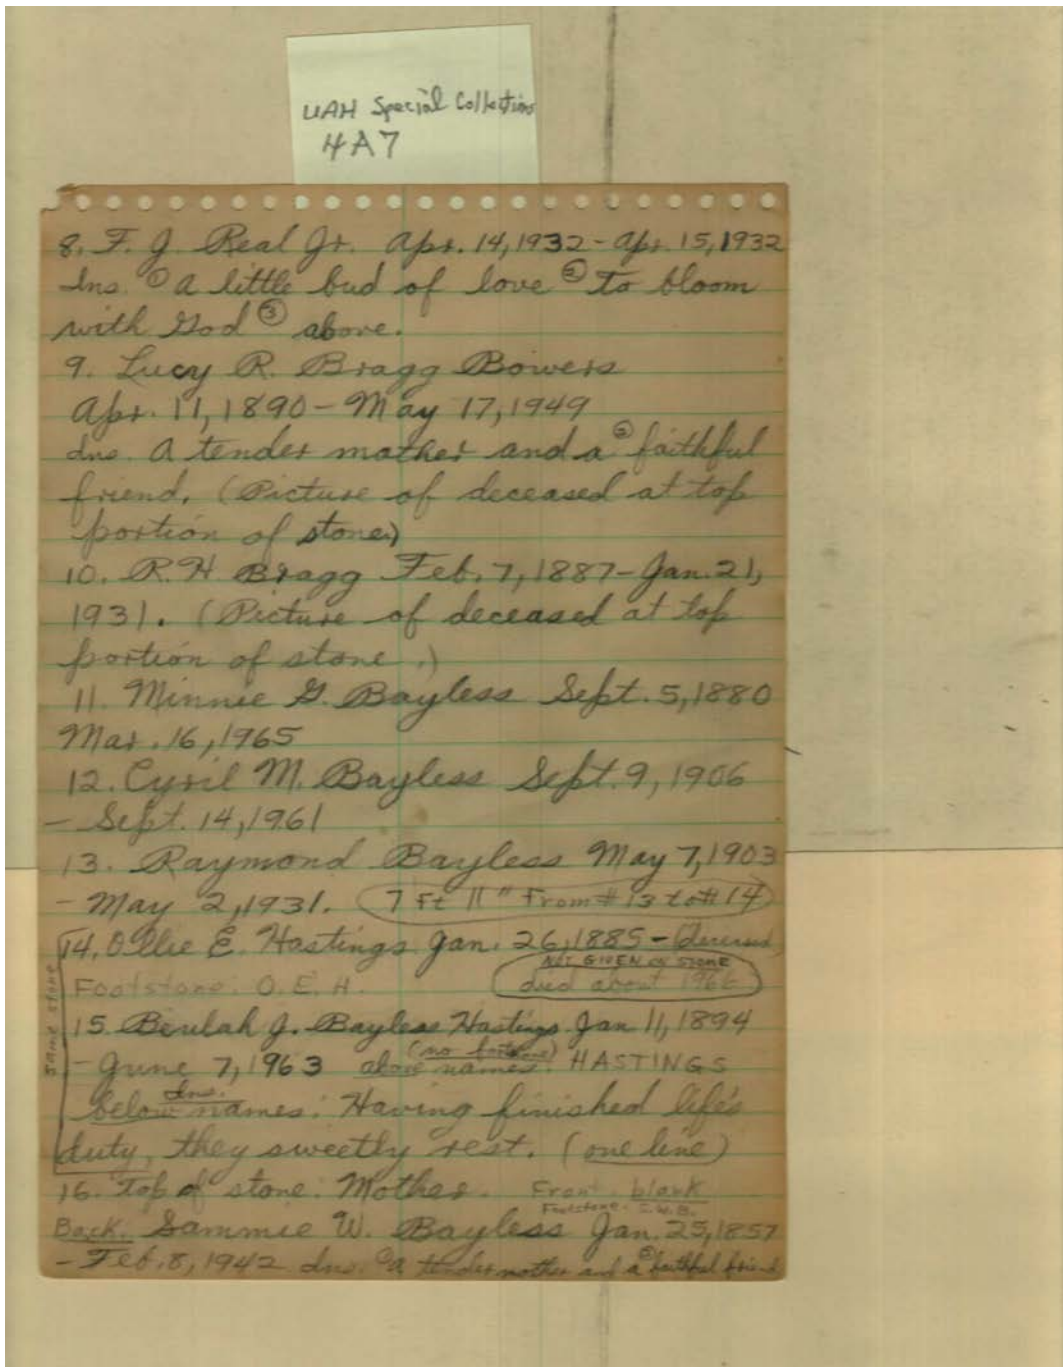 UAH Special Collections
4A7
8. F. J. Real Jr. Apr. 14, 1932 - Apr. 15, 1932
Ins. ① A little bud of love ② To bloom
with God ③ above.
9. Lucy R. Bragg Bowers
Apr. 11, 1890 - May 17, 1949
Ins. A tender mother and a ② faithful
friend. (Picture of deceased at top
portion of stone.)
10. R. H. Bragg Feb. 7, 1887 - Jan. 21,
1931. (Picture of deceased at top
portion of stone.)
11. Minnie G. Bayless Sept. 5, 1880
Mar. 16, 1965
12. Cyril M. Bayless Sept. 9, 1906
- Sept. 14, 1961
13. Raymond Bayless May 7, 1903
- May 2, 1931. 7 Ft 11" From #13 to #14
14. Ollie E. Hastings Jan. 26, 1885 - Deceased
NOT GIVEN ON STONE
Footstone: O. E. H. died about 1966
SAME STONE
15. Beulah J. Bayless Hastings Jan 11, 1894
(no footstone)
- June 7, 1963 above names: HASTINGS
Ins.
below names: Having finished life's
duty, they sweetly rest. (one line)
16. Top of stone: Mother. Front: blank
Footstone: S.W.B.
Back: Sammie W. Bayless Jan. 25, 1857
- Feb. 8, 1942 Ins. ① A tender mother and a ② faithful friend